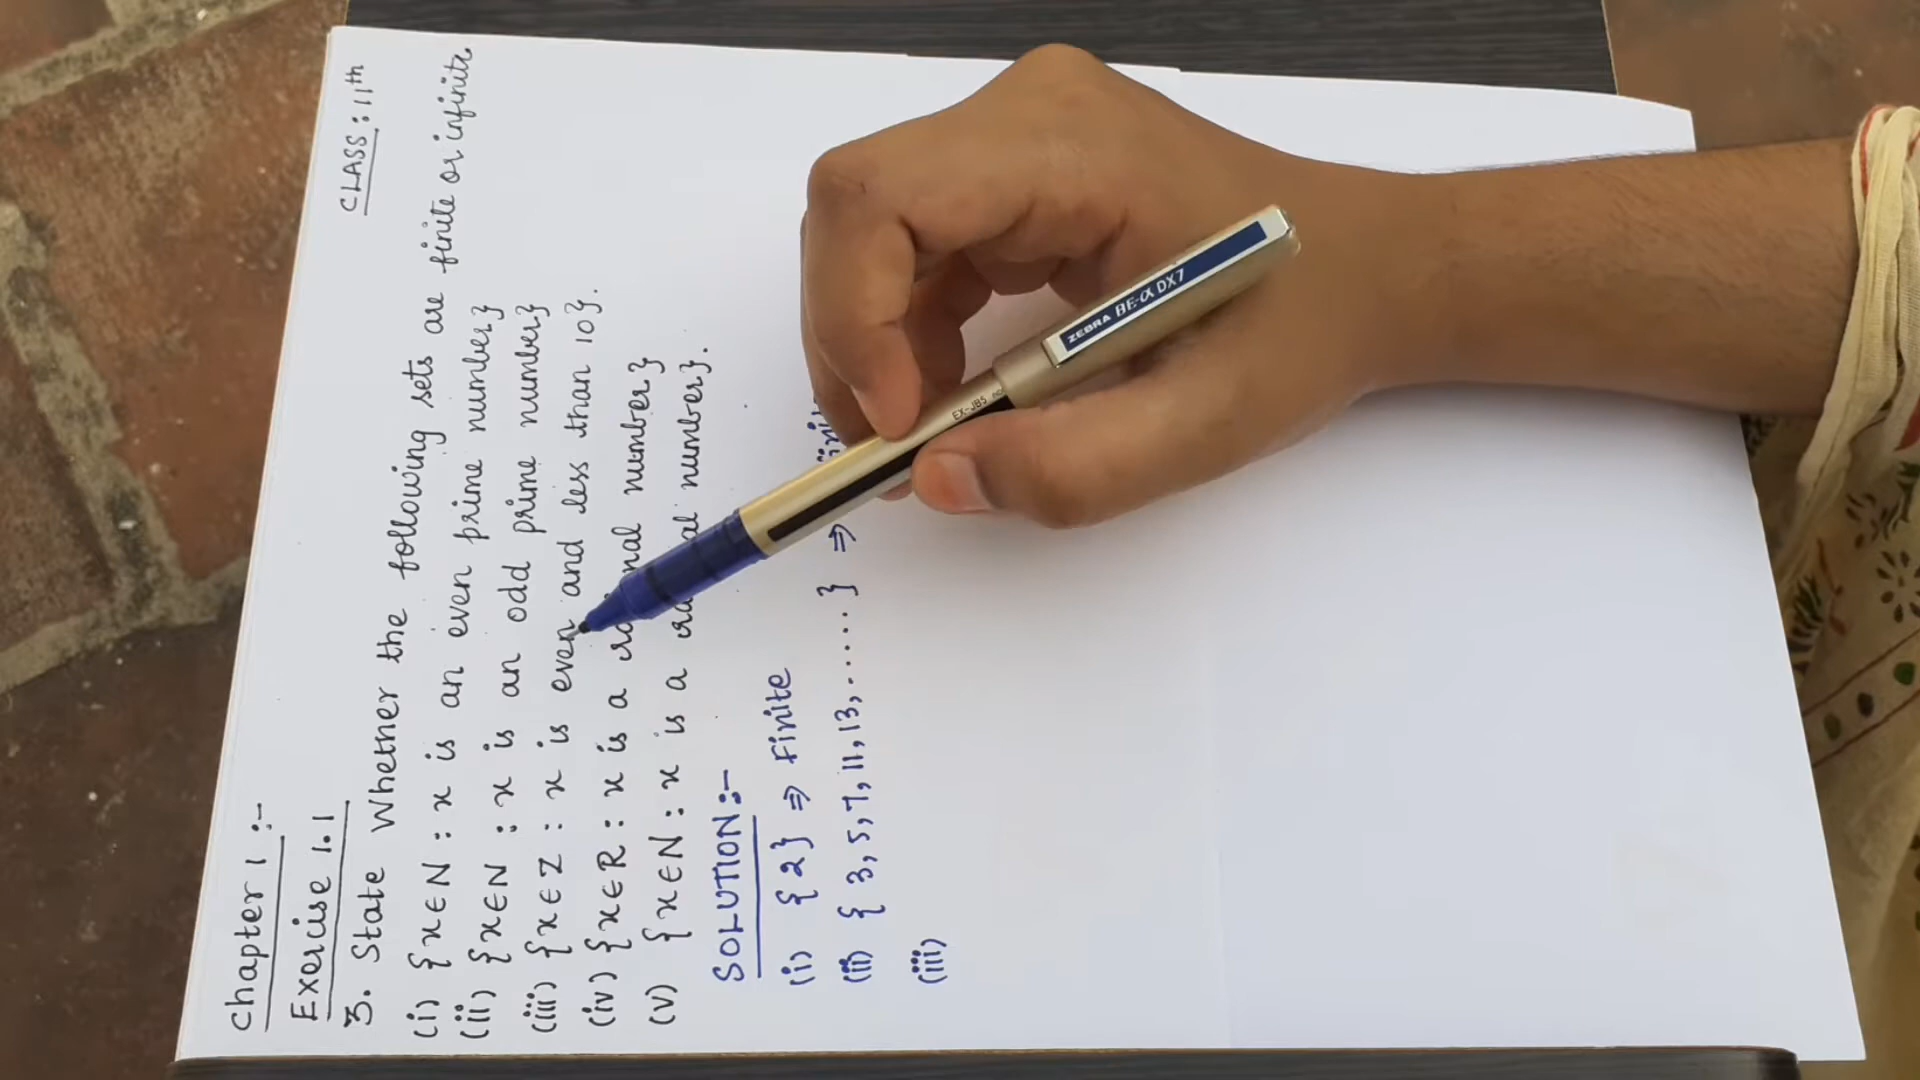 CLASS : 11th
Chapter 1 :-
Exercise 1.1
3. State Whether the following sets are finite or infinite
(i) {x∈N : x is an even prime number}
(ii) {x∈N : x is an odd prime number}
(iii) {x∈Z : x is even and less than 10}.
(iv) {x∈R : x is a number}
(v) {x∈N : x is a number}.
SOLUTION :-
(i) {2} ⇒ Finite
(ii) {3,5,7,11,13,......} ⇒
(iii)
ZEBRA BE-α DX7
EX-JB5